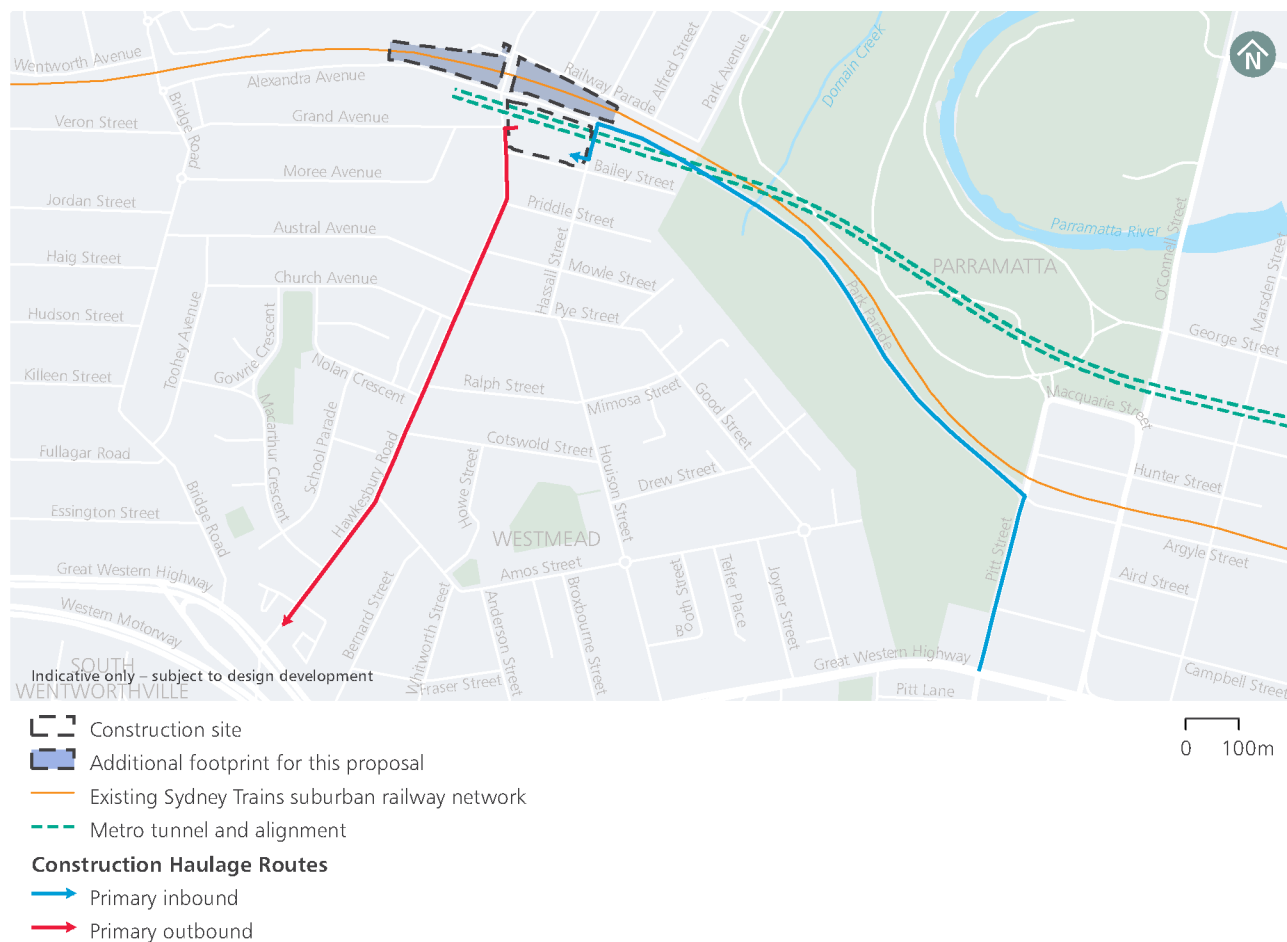 N
Wentworth Avenue
Alexandra Avenue
Railway Parade
Alfred Street
Park Avenue
Domain Creek
Veron Street
Bridge Road
Grand Avenue
Moree Avenue
Bailey Street
Jordan Street
Austral Avenue
Priddle Street
Parramatta River
O'Connell Street
Marsden Street
Haig Street
Church Avenue
Hassall Street
Mowle Street
PARRAMATTA
Hudson Street
Toohey Avenue
Gowrie Crescent
Pye Street
Park Parade
George Street
Killeen Street
Nolan Crescent
Ralph Street
Mimosa Street
Good Street
Macquarie Street
Macarthur Crescent
School Parade
Hawkesbury Road
Cotswold Street
Fullagar Road
Howe Street
Houison Street
Drew Street
Hunter Street
Essington Street
Bridge Road
WESTMEAD
Pitt Street
Argyle Street
Great Western Highway
Amos Street
Aird Street
Western Motorway
Bernard Street
Whitworth Street
Anderson Street
Broxbourne Street
Booth Street
Telfer Place
Joyner Street
Great Western Highway
Campbell Street
SOUTH
WENTWORTHVILLE
Indicative only – subject to design development
Fraser Street
Pitt Lane
Construction site
Additional footprint for this proposal
Existing Sydney Trains suburban railway network
Metro tunnel and alignment
Construction Haulage Routes
Primary inbound
Primary outbound
0 100m